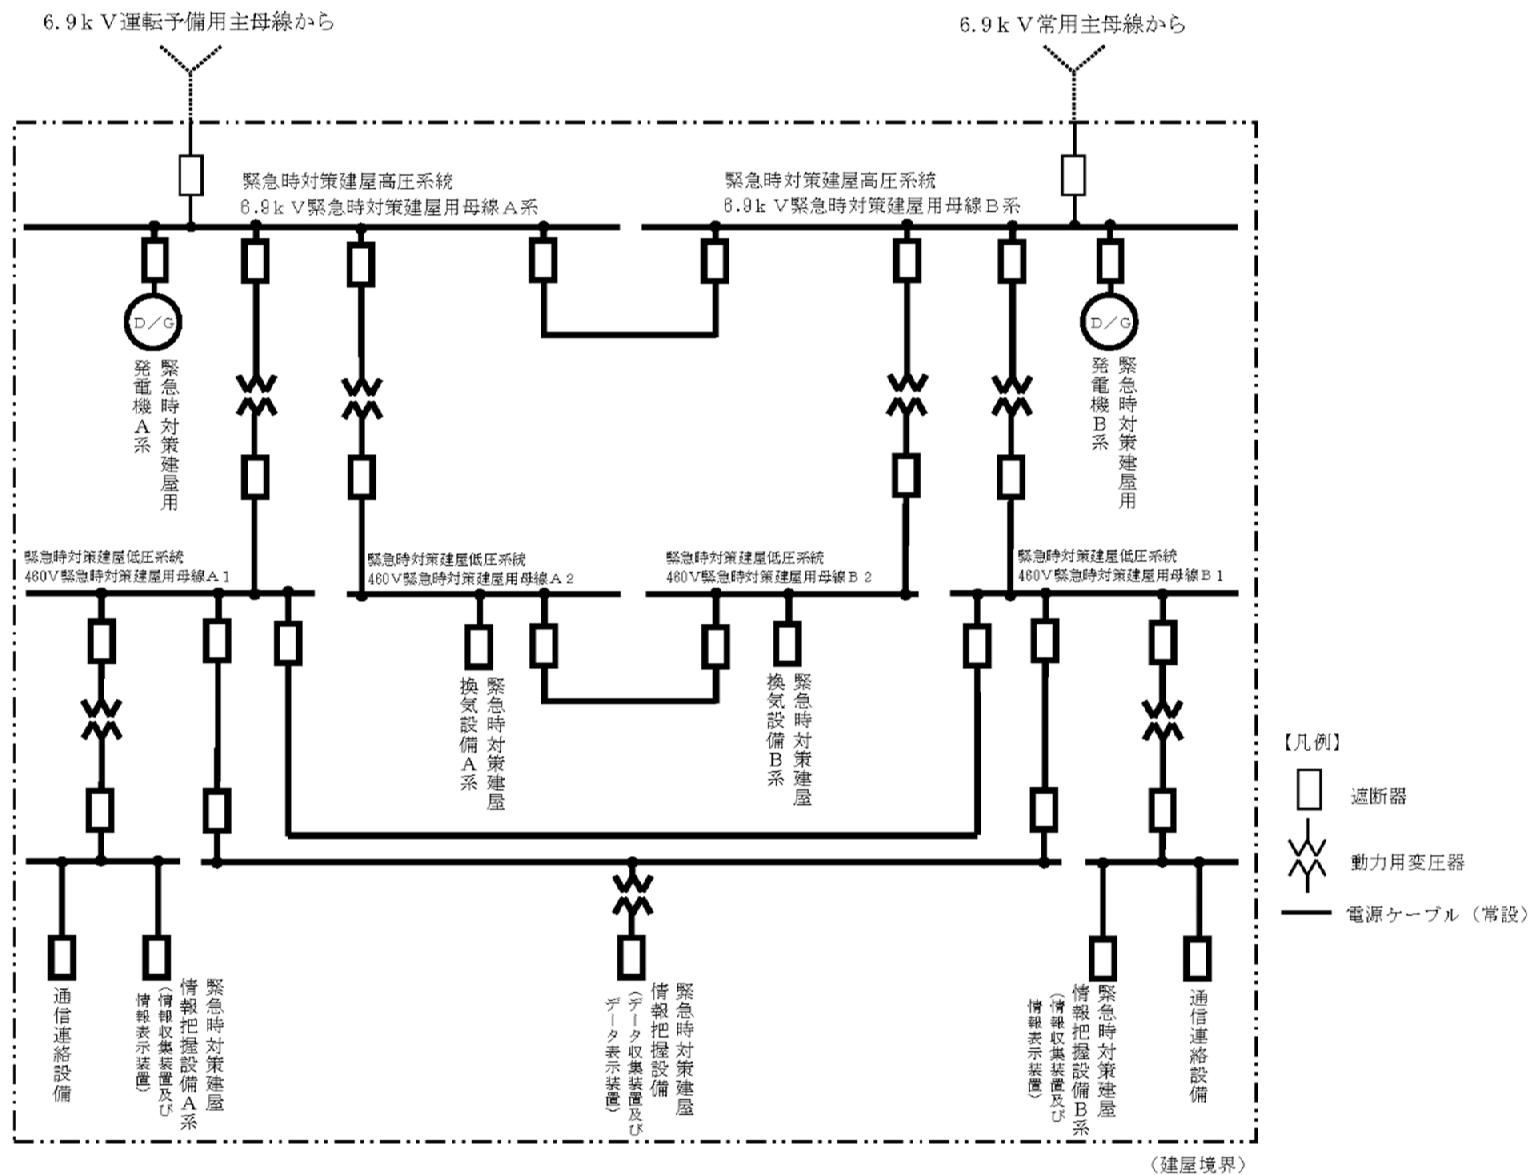 6.9kV運転予備用主母線から
6.9kV常用主母線から
緊急時対策建屋高圧系統
6.9kV緊急時対策建屋用母線A系
緊急時対策建屋高圧系統
6.9kV緊急時対策建屋用母線B系
D/G
緊急時対策建屋用
発電機A系
D/G
緊急時対策建屋用
発電機B系
緊急時対策建屋低圧系統
460V緊急時対策建屋用母線A1
緊急時対策建屋低圧系統
460V緊急時対策建屋用母線A2
緊急時対策建屋低圧系統
460V緊急時対策建屋用母線B2
緊急時対策建屋低圧系統
460V緊急時対策建屋用母線B1
緊急時対策建屋
換気設備A系
緊急時対策建屋
換気設備B系
【凡例】
遮断器
動力用変圧器
電源ケーブル(常設)
通信連絡設備
緊急時対策建屋
情報把握設備A系
(情報収集装置及び
情報表示装置)
緊急時対策建屋
情報把握設備
(データ収集装置及び
データ表示装置)
緊急時対策建屋
情報把握設備B系
(情報収集装置及び
情報表示装置)
通信連絡設備
(建屋境界)